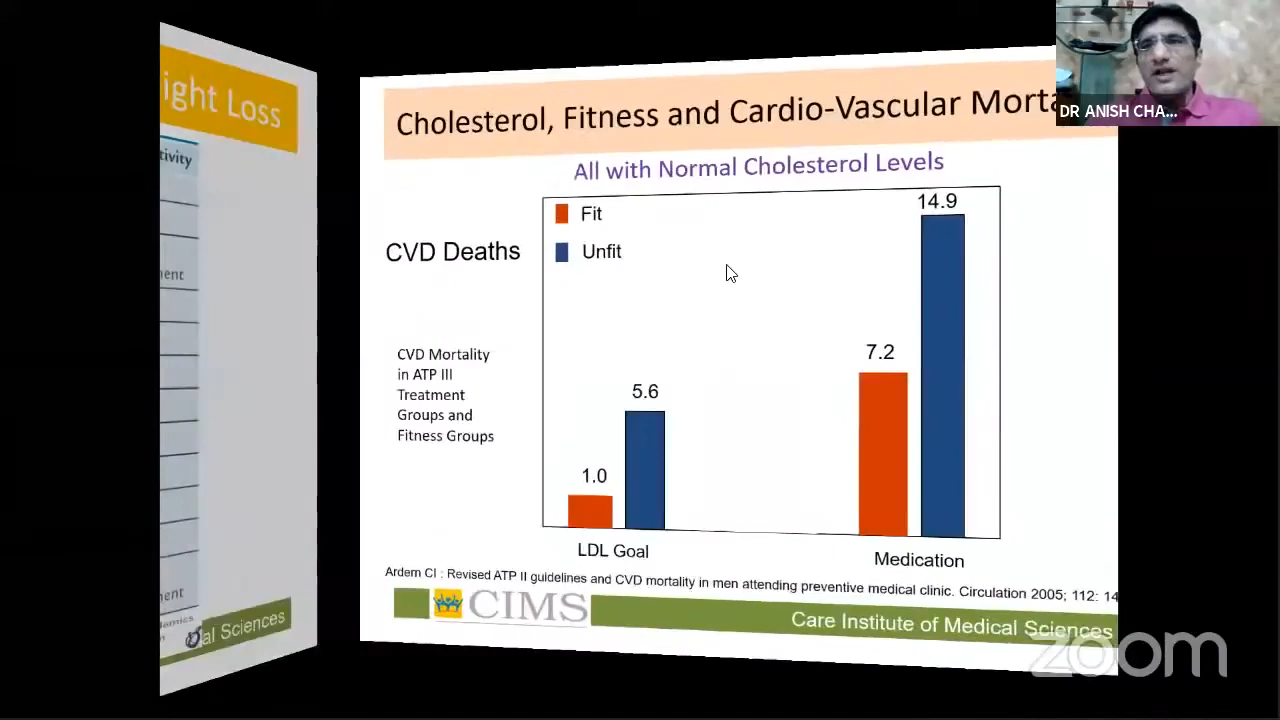 ight Loss
tivity
ent
ent
al Sciences
Cholesterol, Fitness and Cardio-Vascular Morta
DR ANISH CHA...
All with Normal Cholesterol Levels
CVD Deaths
Fit
Unfit
14.9
7.2
5.6
1.0
CVD Mortality
in ATP III
Treatment
Groups and
Fitness Groups
LDL Goal
Medication
Ardem CI : Revised ATP II guidelines and CVD mortality in men attending preventive medical clinic. Circulation 2005; 112: 14
CIMS
Care Institute of Medical Sciences
zoom